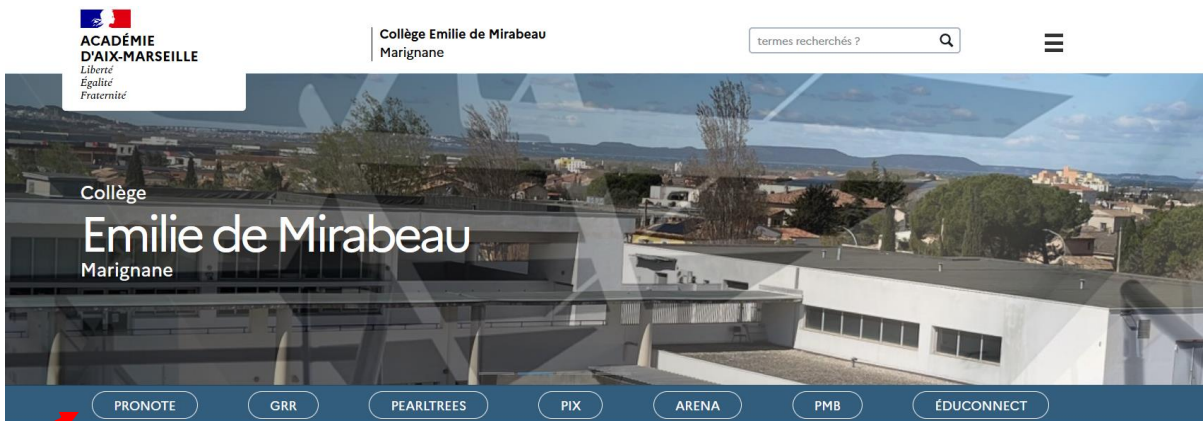 ACADÉMIE
D'AIX-MARSEILLE
Liberté
Égalité
Fraternité
Collège Emilie de Mirabeau
Marignane
termes recherchés ?
Collège
Emilie de Mirabeau
Marignane
PRONOTE GRR PEARLTREES PIX ARENA PMB ÉDUCONNECT